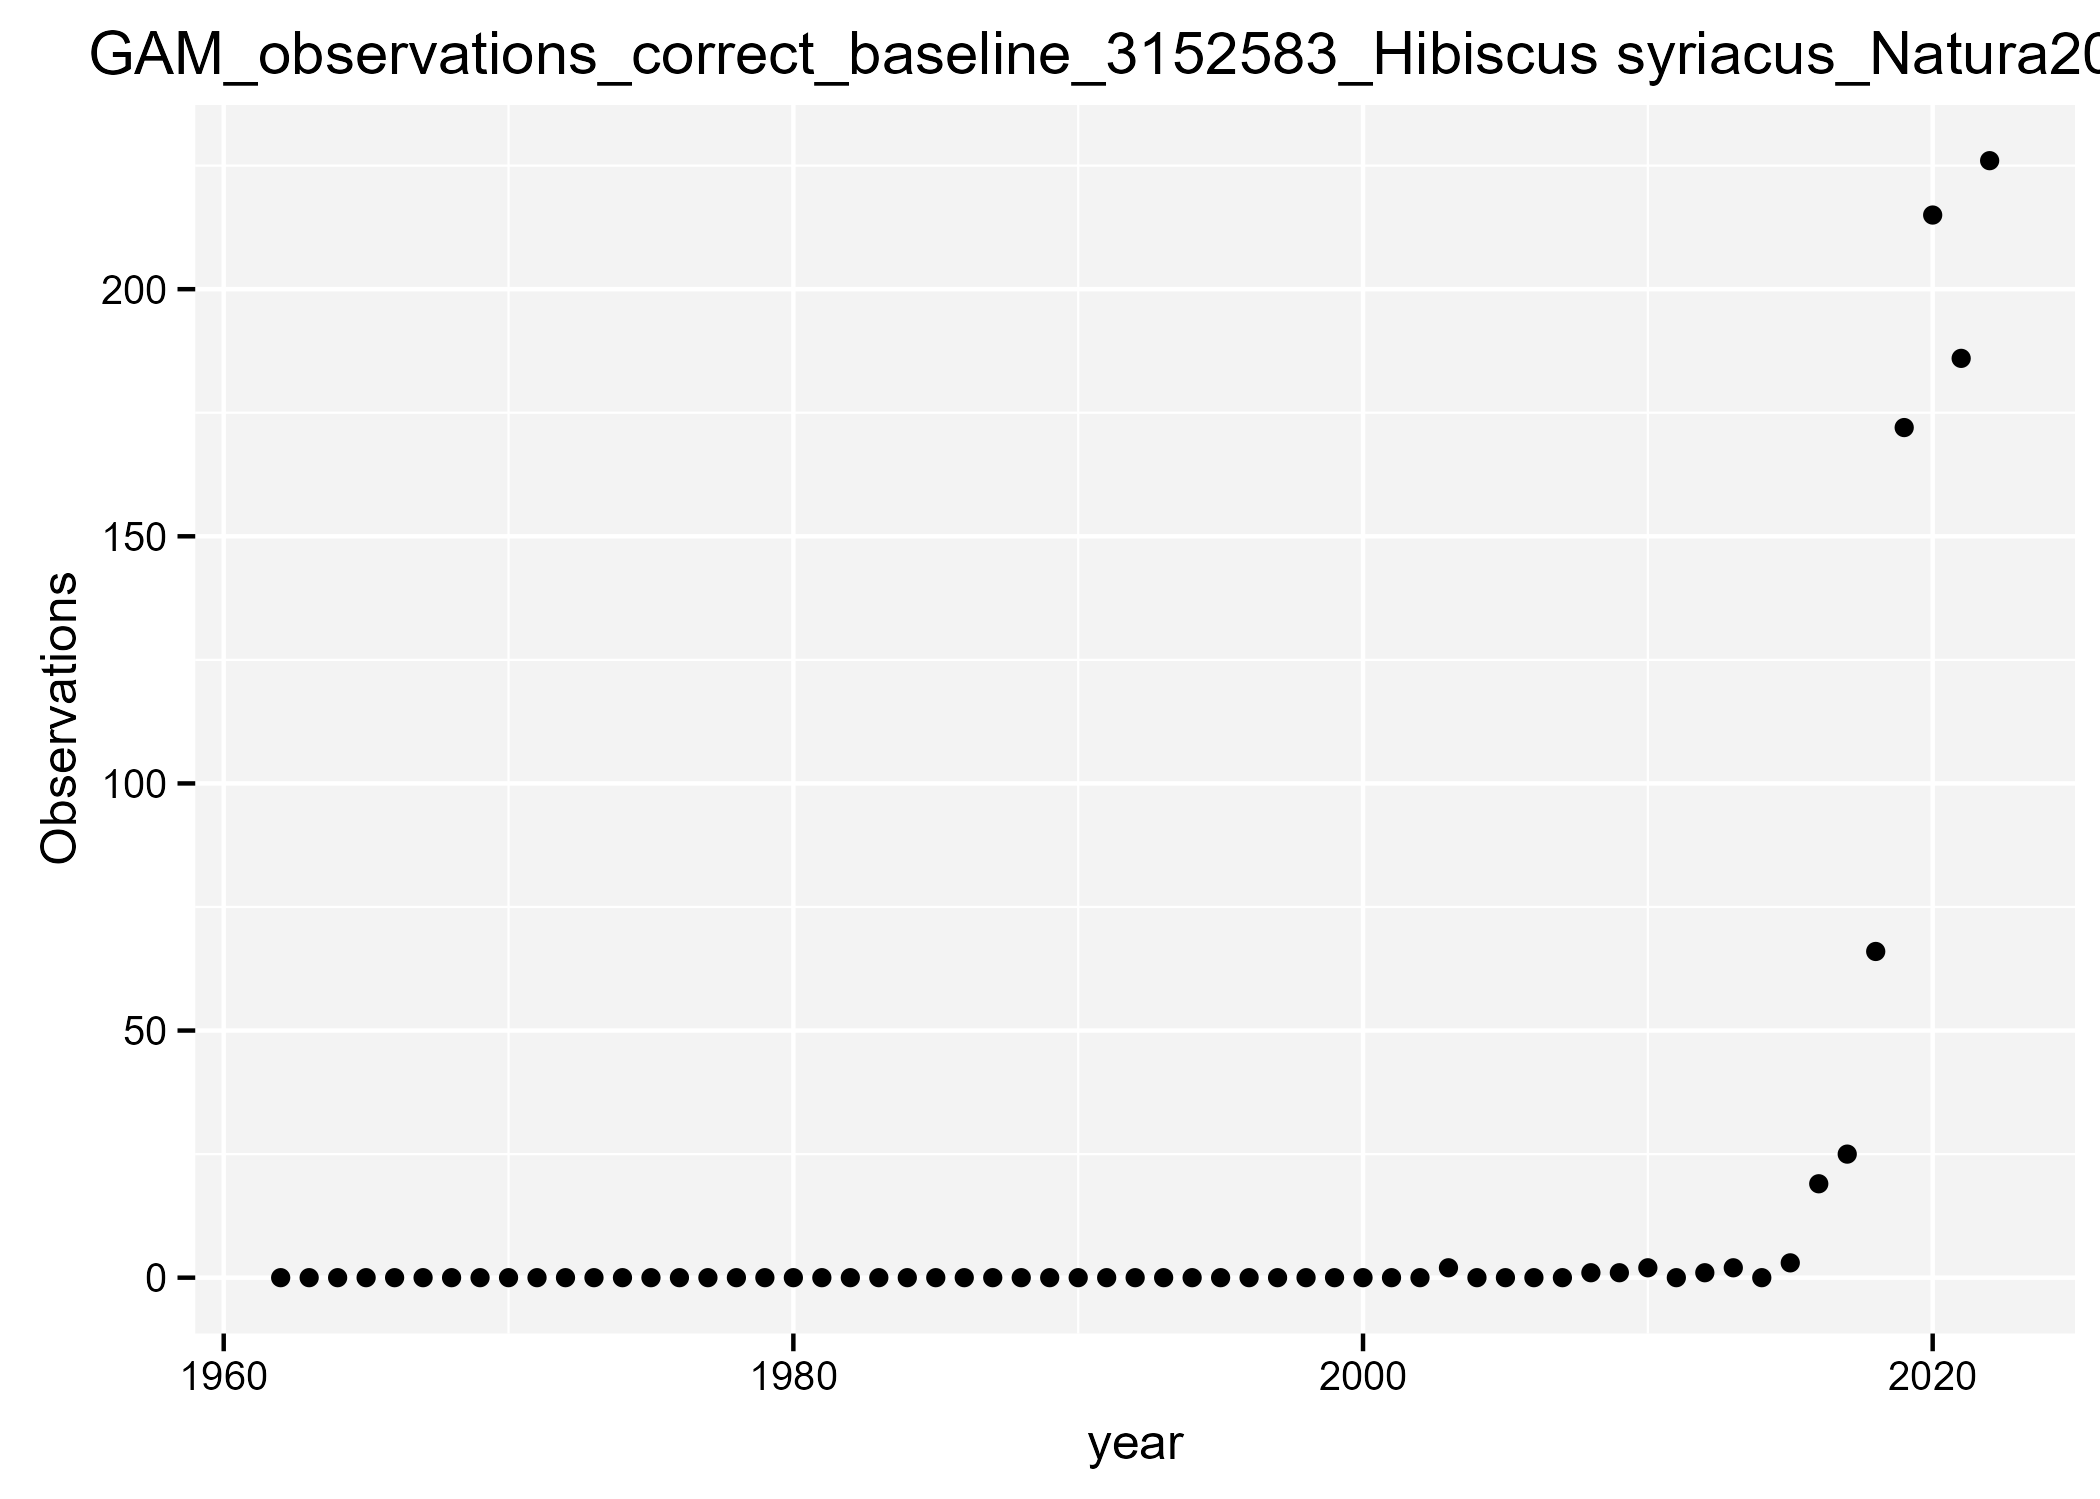 GAM_observations_correct_baseline_3152583_Hibiscus syriacus_Natura20
Observations
200
150
100
50
0
1960 1980 2000 2020
year